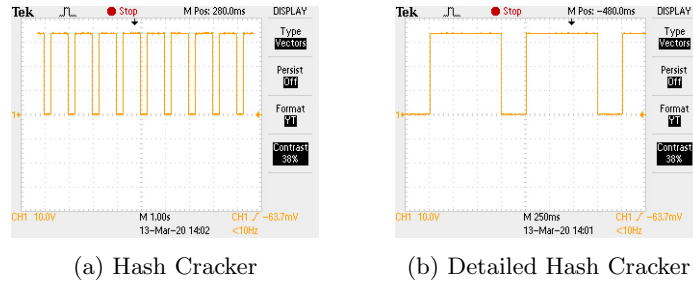 Tek Stop M Pos: 280.0ms DISPLAY
Type
Vectors
Persist
Off
Format
YT
Contrast
38%
1
CH1 10.0V M 1.00s CH1 -63.7mV
13-Mar-20 14:02 <10Hz
(a) Hash Cracker
Tek Stop M Pos: -480.0ms DISPLAY
Type
Vectors
Persist
Off
Format
YT
Contrast
38%
1
CH1 10.0V M 250ms CH1 -63.7mV
13-Mar-20 14:01 <10Hz
(b) Detailed Hash Cracker